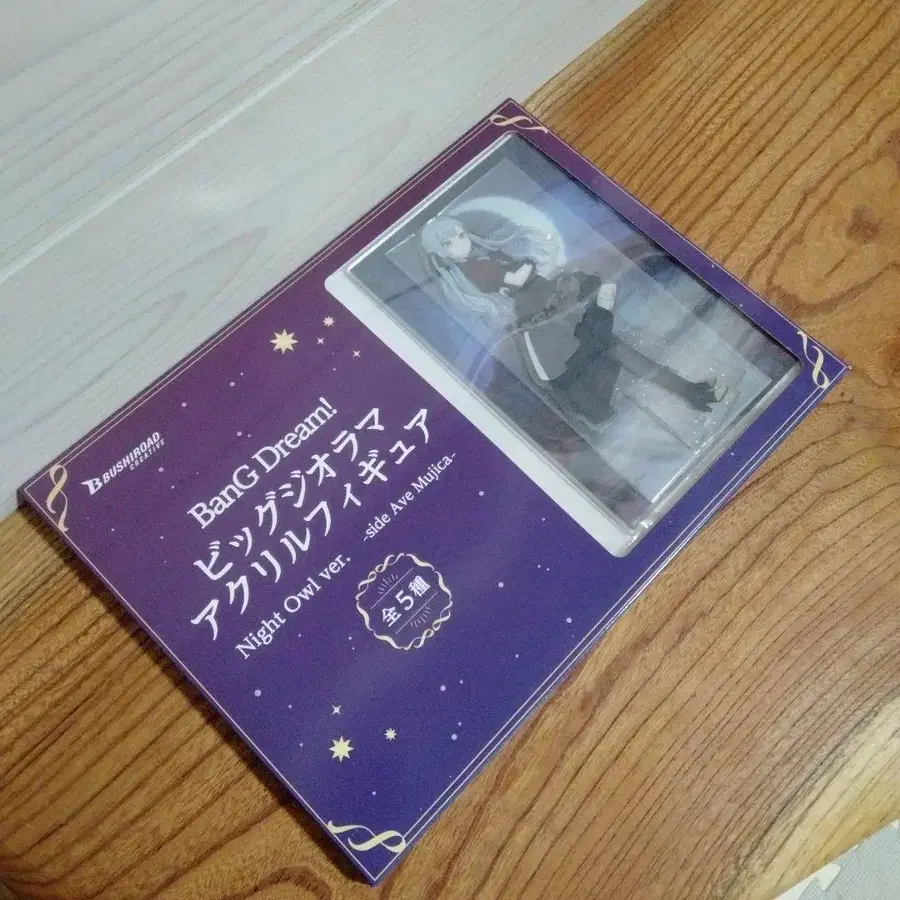 BUSHIROAD
CREATIVE
BanG Dream!
ビッグジオラマ
アクリルフィギュア
Night Owl ver. -side Ave Mujica-
全5種